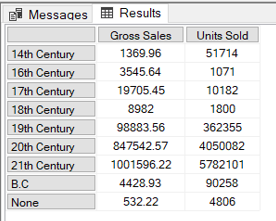 Messages Results
Gross Sales Units Sold
14th Century 1369.96 51714
16th Century 3545.64 1071
17th Century 19705.45 10182
18th Century 8982 1800
19th Century 98883.56 362355
20th Century 847542.57 4050082
21th Century 1001596.22 5782101
B.C 4428.93 90258
None 532.22 4806